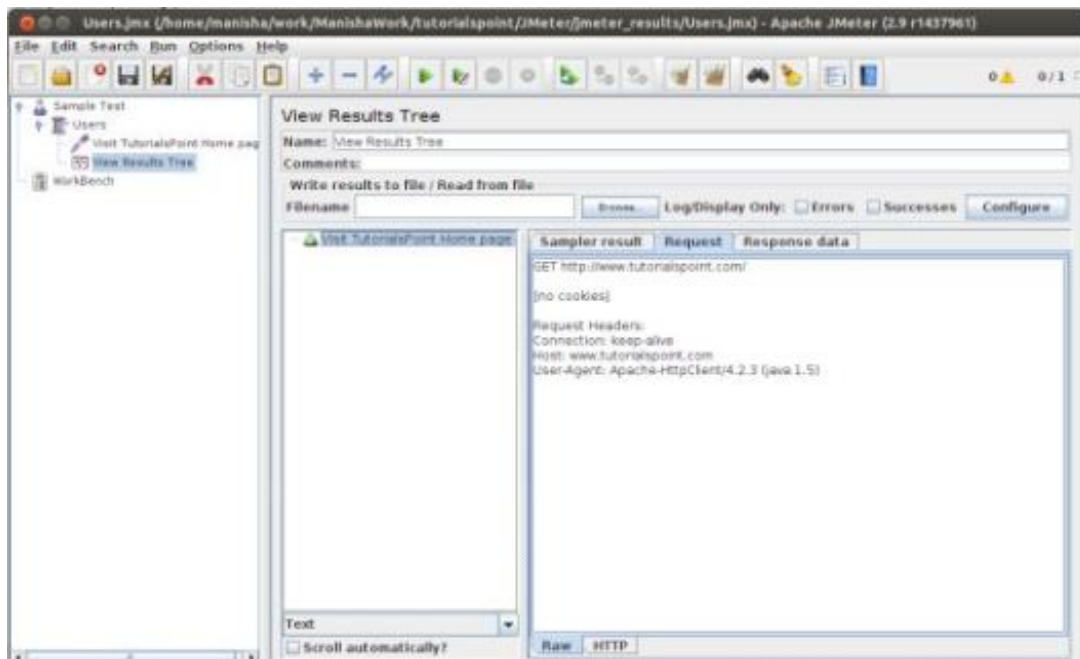 Users.jmx (/home/manisha/work/ManishaWork/tutorialspoint/JMeter/jmeter_results/Users.jmx) - Apache JMeter (2.9 r1437961)
File Edit Search Run Options Help
0 0/1
Sample Test
Users
Visit TutorialsPoint Home pag
View Results Tree
WorkBench
View Results Tree
Name: View Results Tree
Comments:
Write results to file / Read from file
Filename Browse... Log/Display Only: Errors Successes Configure
Visit TutorialsPoint Home page
Sampler result Request Response data
GET http://www.tutorialspoint.com/
[no cookies]
Request Headers:
Connection: keep-alive
Host: www.tutorialspoint.com
User-Agent: Apache-HttpClient/4.2.3 (java 1.5)
Text
Scroll automatically?
Raw HTTP